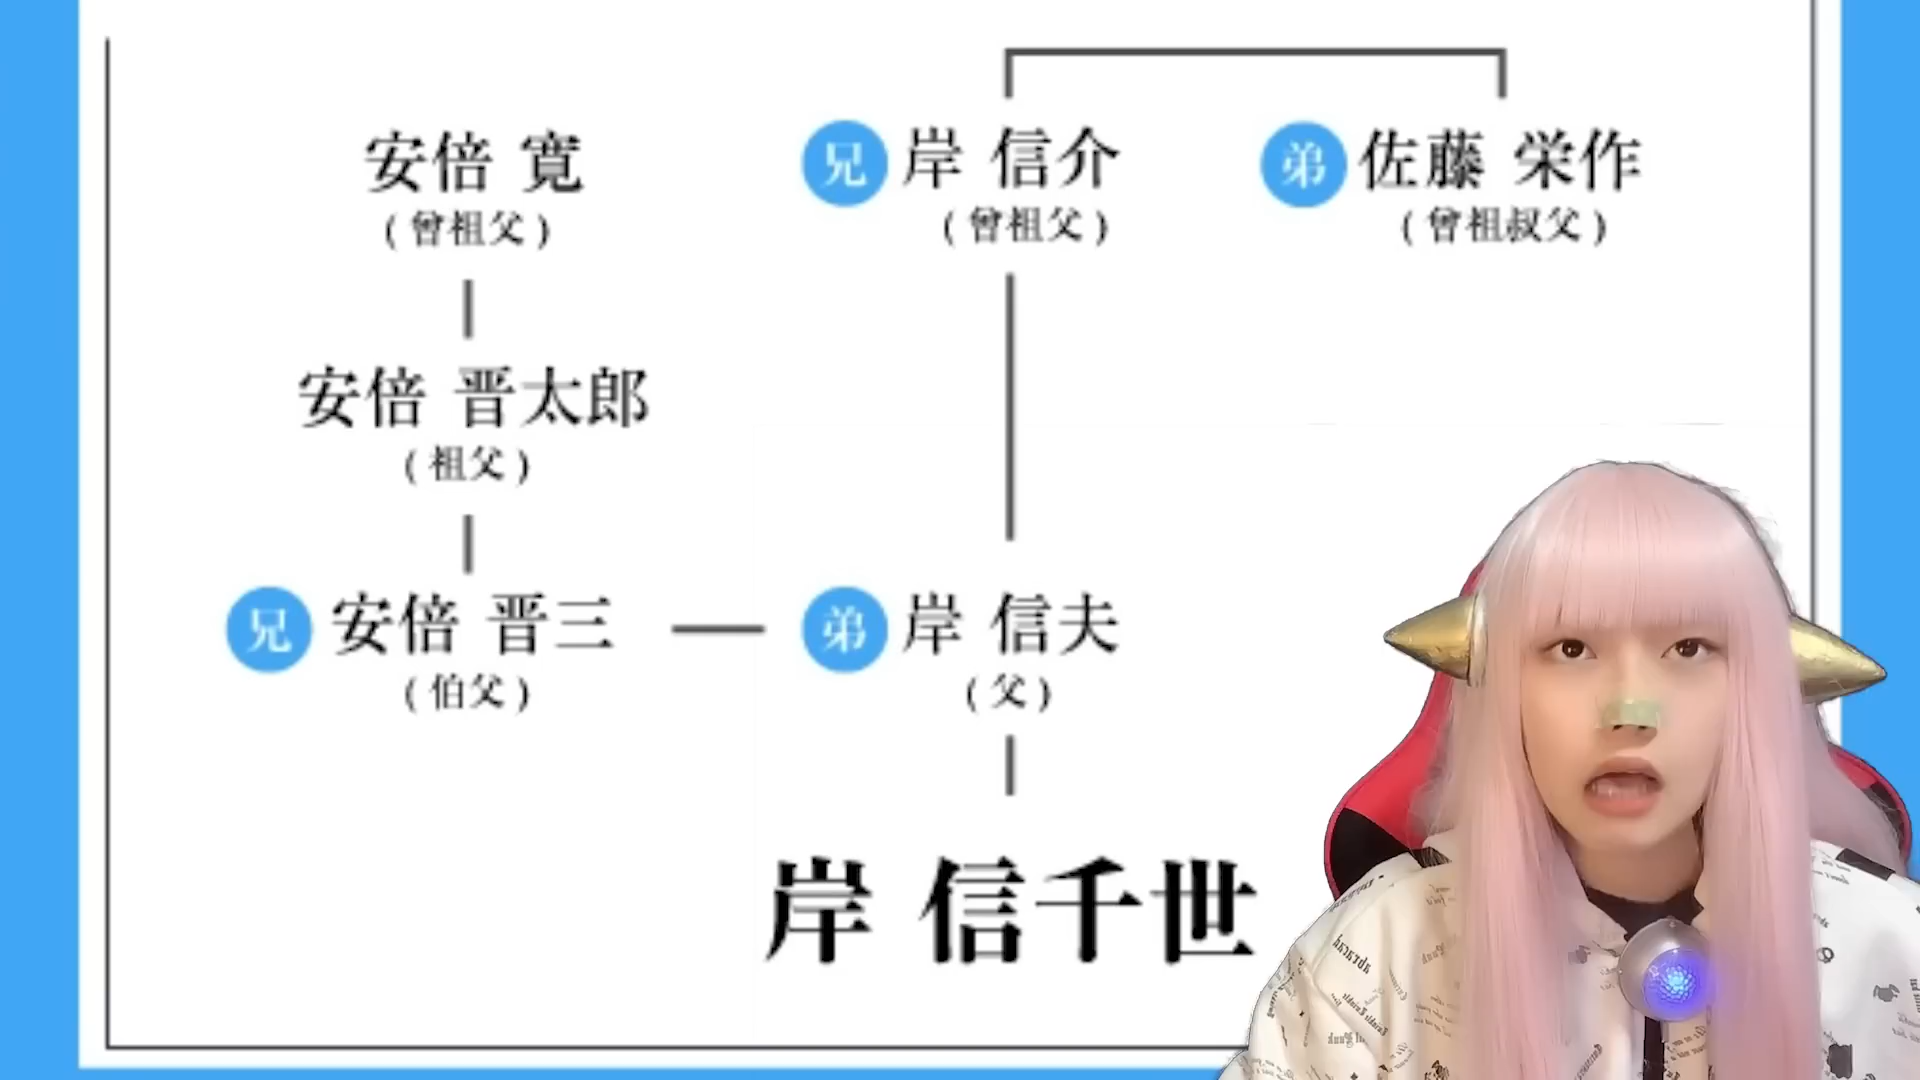 安倍 寛
(曾祖父)
兄 岸 信介
(曾祖父)
弟 佐藤 栄作
(曾祖叔父)
安倍 晋太郎
(祖父)
兄 安倍 晋三
(伯父)
弟 岸 信夫
(父)
岸 信千世